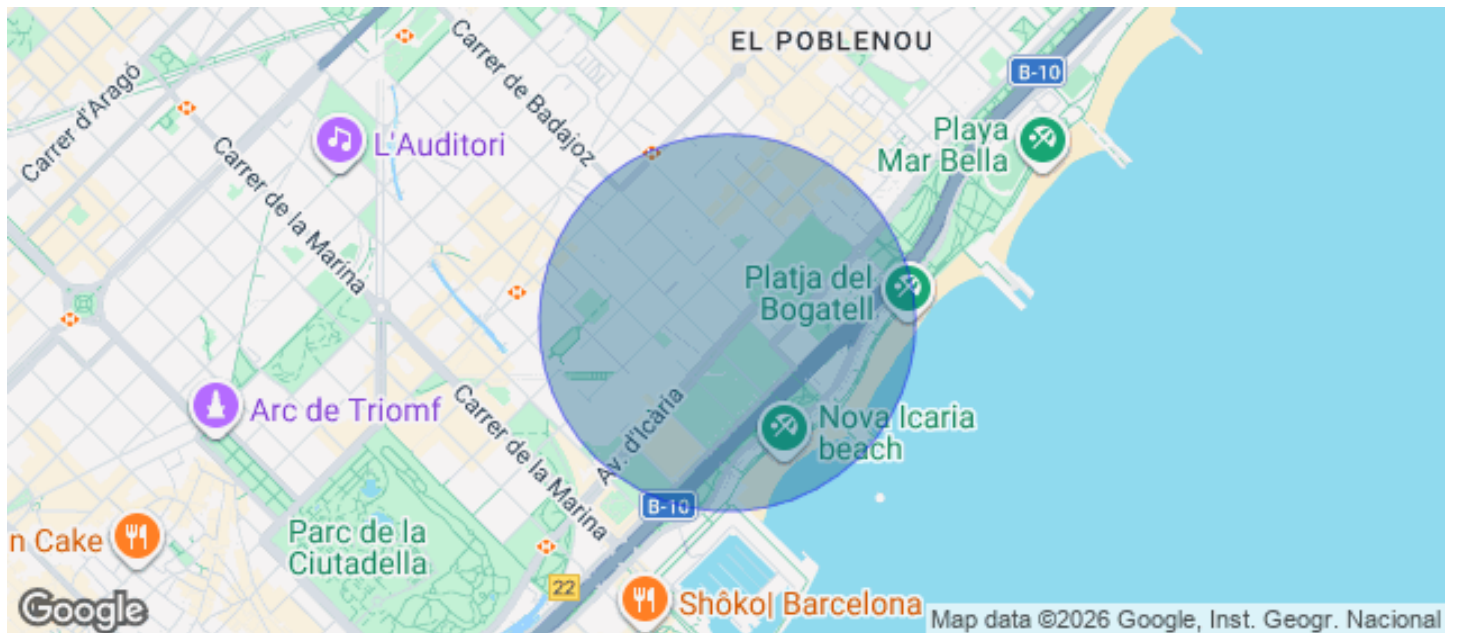 EL POBLENOU
B-10
Carrer d'Aragó
Carrer de Badajoz
L'Auditori
Playa
Mar Bella
Carrer de la Marina
Platja del
Bogatell
Arc de Triomf
Carrer de la Marina
Av. d'Icària
Nova Icaria
beach
B-10
n Cake
Parc de la
Ciutadella
22
Shôko| Barcelona
Google
Map data ©2026 Google, Inst. Geogr. Nacional